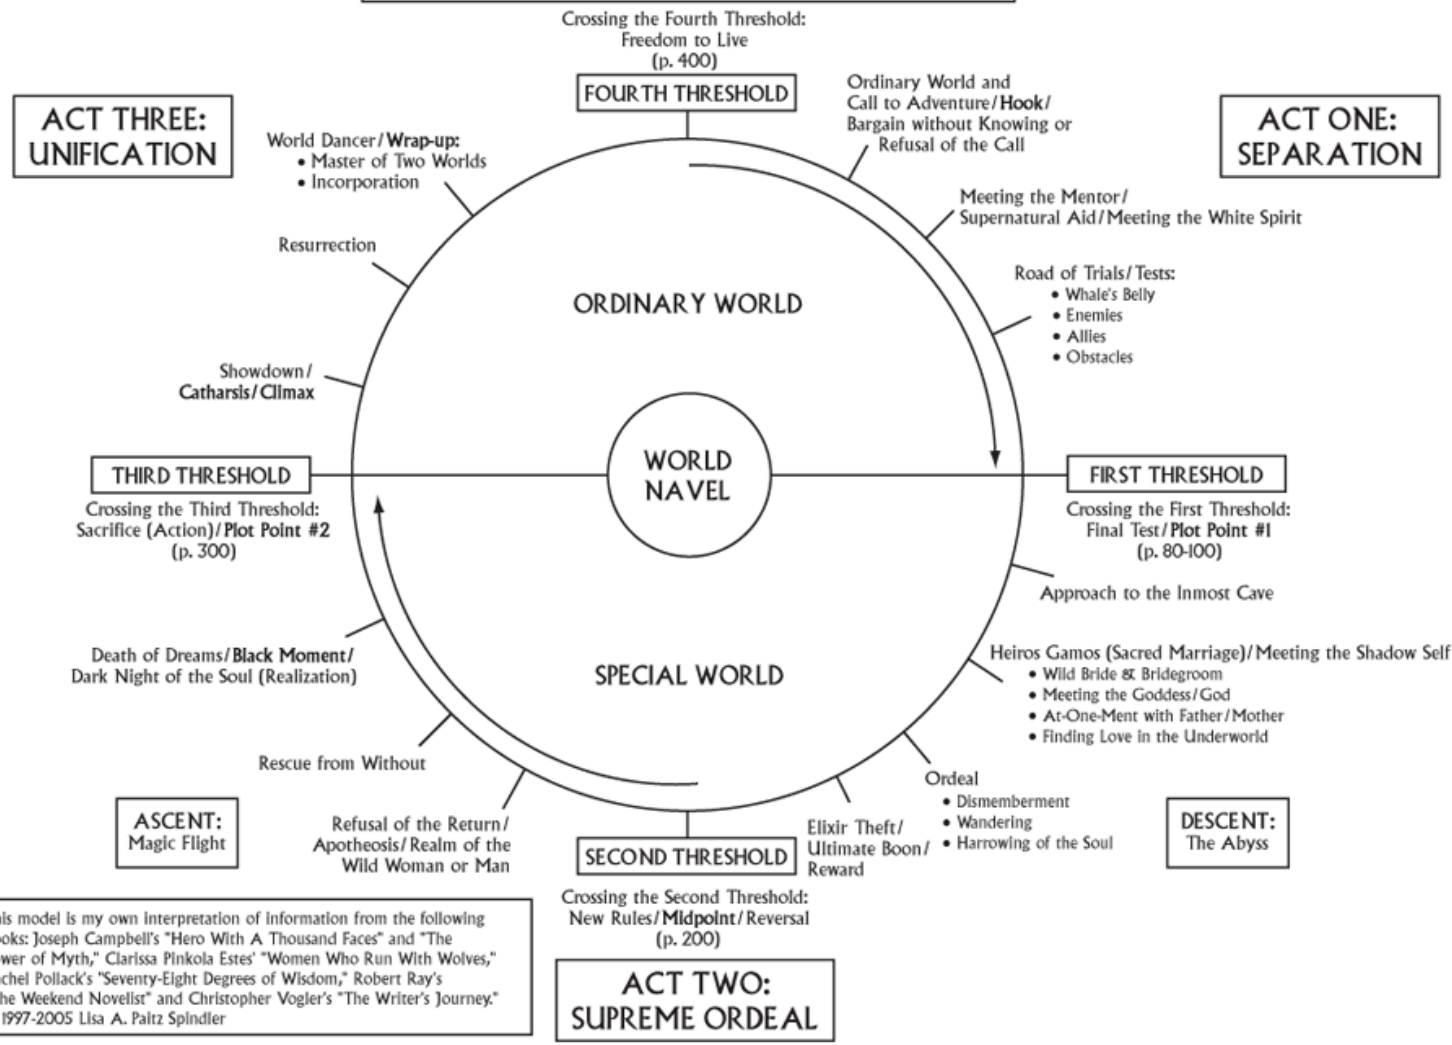 Crossing the Fourth Threshold:
Freedom to Live
(p. 400)
FOURTH THRESHOLD
ACT THREE:
UNIFICATION
ACT ONE:
SEPARATION
Ordinary World and
Call to Adventure/Hook/
Bargain without Knowing or
Refusal of the Call
World Dancer/Wrap-up:
• Master of Two Worlds
• Incorporation
Meeting the Mentor/
Supernatural Aid/Meeting the White Spirit
Resurrection
Road of Trials/Tests:
• Whale's Belly
• Enemies
• Allies
• Obstacles
ORDINARY WORLD
Showdown/
Catharsis/Climax
WORLD
NAVEL
THIRD THRESHOLD
Crossing the Third Threshold:
Sacrifice (Action)/Plot Point #2
(p. 300)
FIRST THRESHOLD
Crossing the First Threshold:
Final Test/Plot Point #1
(p. 80-100)
Approach to the Inmost Cave
Death of Dreams/Black Moment/
Dark Night of the Soul (Realization)
SPECIAL WORLD
Heiros Gamos (Sacred Marriage)/Meeting the Shadow Self
• Wild Bride & Bridegroom
• Meeting the Goddess/God
• At-One-Ment with Father/Mother
• Finding Love in the Underworld
Rescue from Without
Ordeal
• Dismemberment
• Wandering
• Harrowing of the Soul
ASCENT:
Magic Flight
Refusal of the Return/
Apotheosis/Realm of the
Wild Woman or Man
Elixir Theft/
Ultimate Boon/
Reward
DESCENT:
The Abyss
SECOND THRESHOLD
Crossing the Second Threshold:
New Rules/Midpoint/Reversal
(p. 200)
ACT TWO:
SUPREME ORDEAL
model is my own interpretation of information from the following
Joseph Campbell's "Hero With A Thousand Faces" and "The
of Myth," Clarissa Pinkola Estes' "Women Who Run With Wolves,"
Pollack's "Seventy-Eight Degrees of Wisdom," Robert Ray's
Weekend Novelist" and Christopher Vogler's "The Writer's Journey."
1997-2005 Lisa A. Paitz Spindler